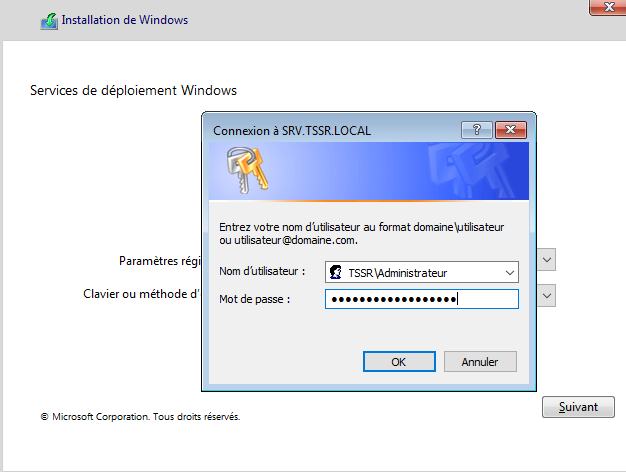 Installation de Windows
Services de déploiement Windows
Connexion à SRV.TSSR.LOCAL
Entrez votre nom d'utilisateur au format domaine\utilisateur
ou utilisateur@domaine.com.
Paramètres régi
Nom d'utilisateur :
TSSR\Administrateur
Clavier ou méthode d'
Mot de passe :
••••••••••••••••••
OK
Annuler
Suivant
© Microsoft Corporation. Tous droits réservés.